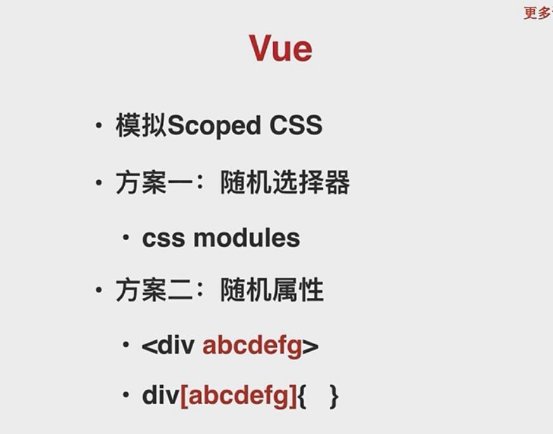 更多
Vue
• 模拟Scoped CSS
• 方案一：随机选择器
• css modules
• 方案二：随机属性
• <div abcdefg>
• div[abcdefg]{ }